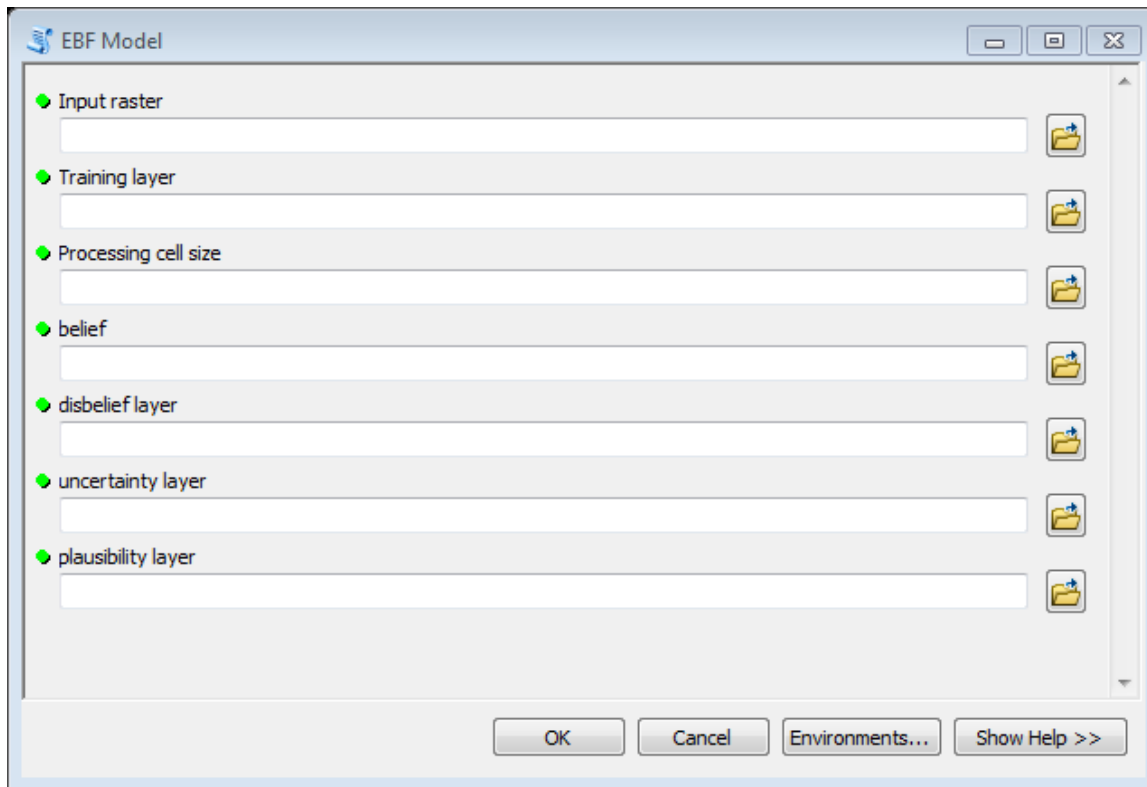 EBF Model
Input raster
Training layer
Processing cell size
belief
disbelief layer
uncertainty layer
plausibility layer
OK Cancel Environments... Show Help >>